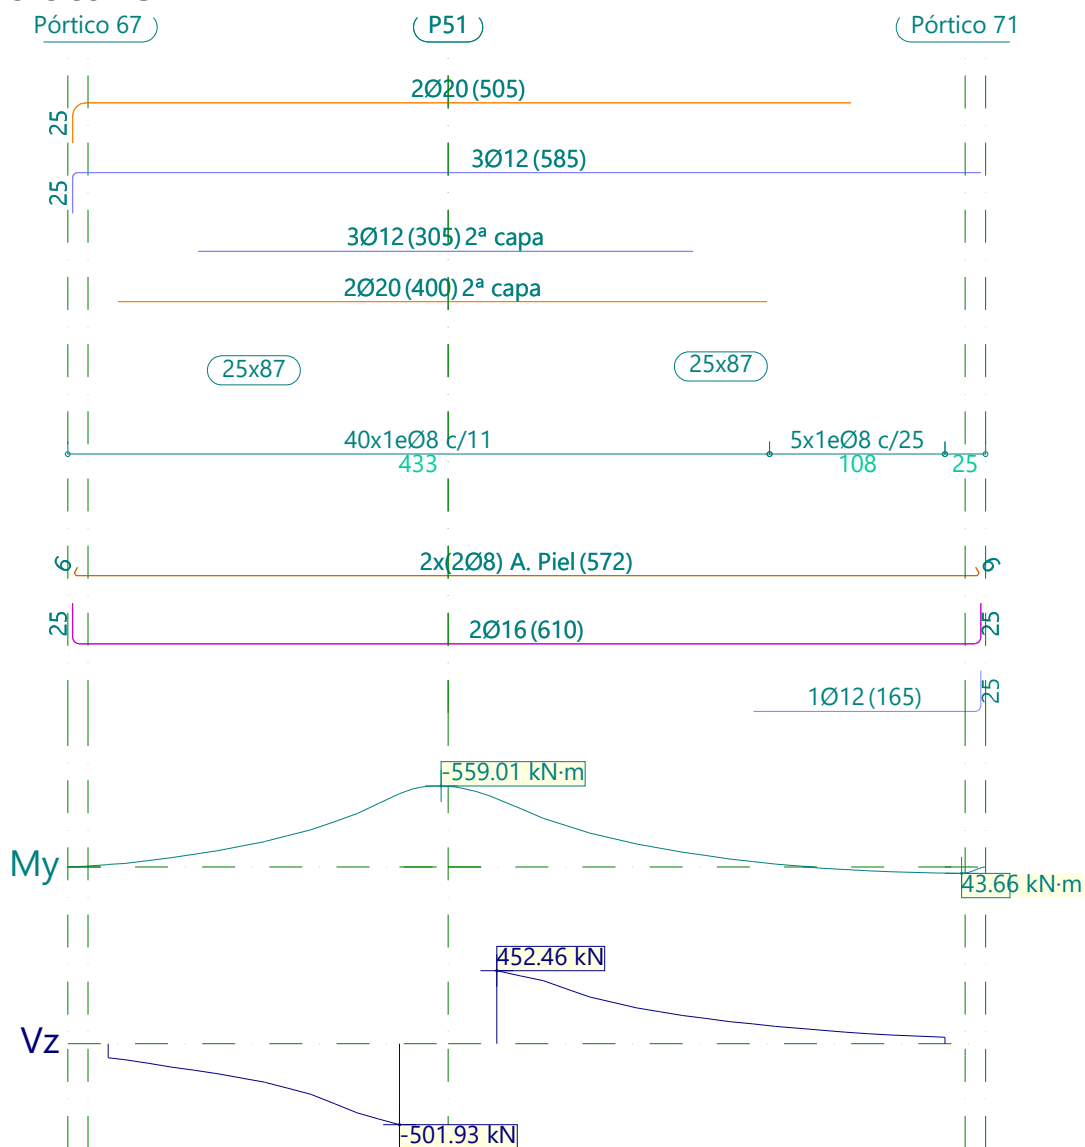 Pórtico 67
P51
Pórtico 71
2Ø20 (505)
25
3Ø12 (585)
25
3Ø12 (305) 2ª capa
2Ø20 (400) 2ª capa
25x87
25x87
40x1eØ8 c/11
5x1eØ8 c/25
433
108
25
6
2x(2Ø8) A. Piel (572)
6
25
2Ø16 (610)
25
1Ø12 (165)
25
-559.01 kN·m
My
43.66 kN·m
452.46 kN
Vz
-501.93 kN